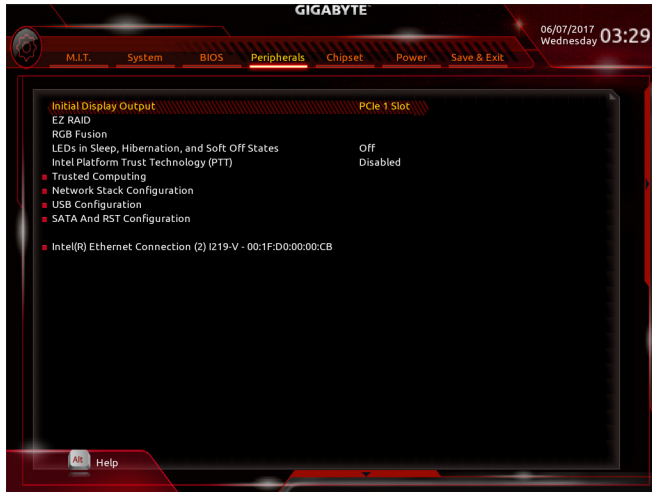 GIGABYTE™
06/07/2017
Wednesday 03:29
M.I.T. System BIOS Peripherals Chipset Power Save & Exit
Initial Display Output PCIe 1 Slot
EZ RAID
RGB Fusion
LEDs in Sleep, Hibernation, and Soft Off States Off
Intel Platform Trust Technology (PTT) Disabled
Trusted Computing
Network Stack Configuration
USB Configuration
SATA And RST Configuration
Intel(R) Ethernet Connection (2) I219-V - 00:1F:D0:00:00:CB
Alt Help